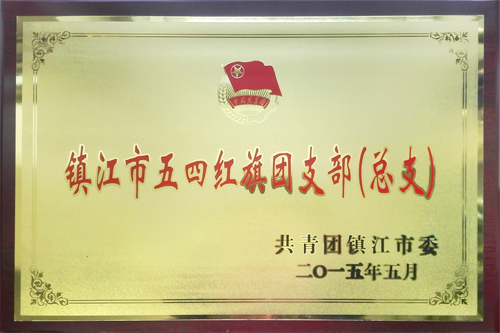 镇江市五四红旗团支部(总支)
共青团镇江市委
二〇一五年五月